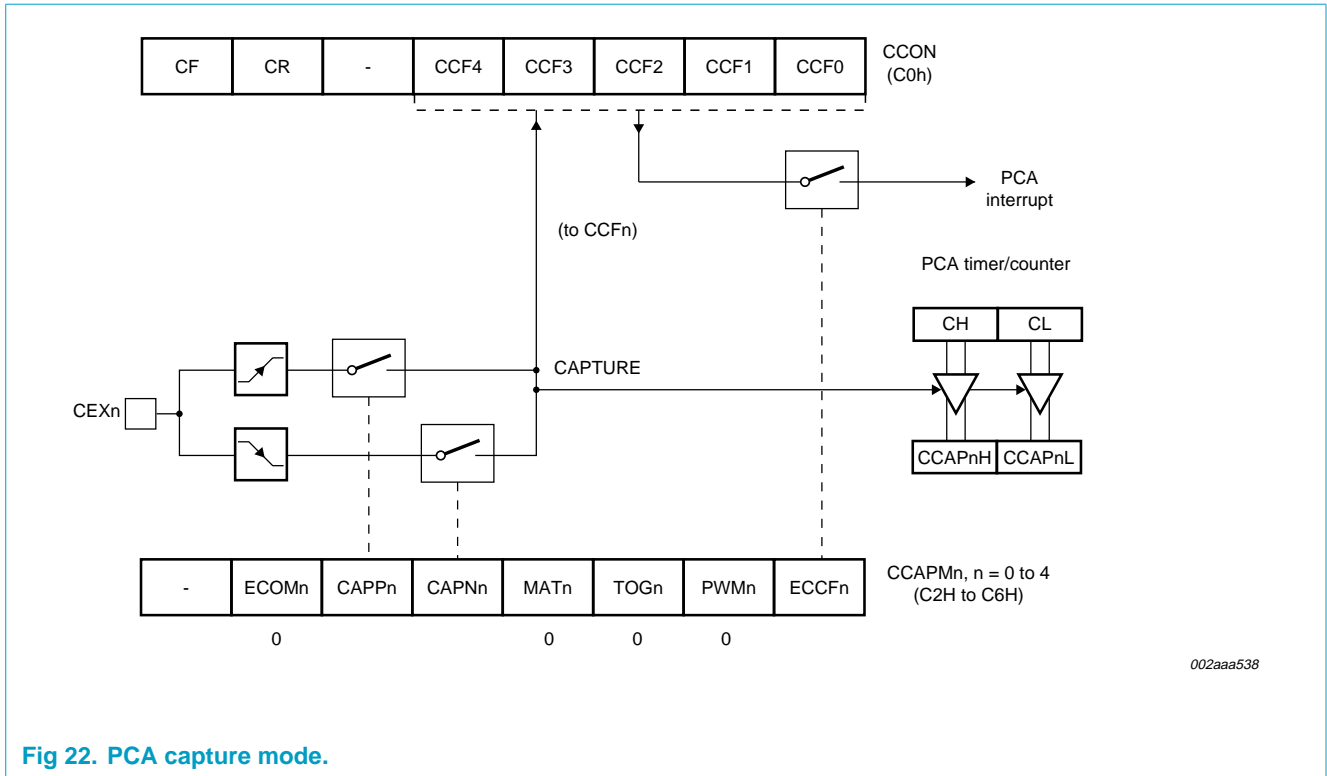 CF CR - CCF4 CCF3 CCF2 CCF1 CCF0
CCON
(C0h)
PCA
interrupt
(to CCFn)
PCA timer/counter
CH CL
CAPTURE
CEXn
CCAPnH CCAPnL
- ECOMn CAPPn CAPNn MATn TOGn PWMn ECCFn
CCAPMn, n = 0 to 4
(C2H to C6H)
0 0 0 0
002aaa538
Fig 22. PCA capture mode.